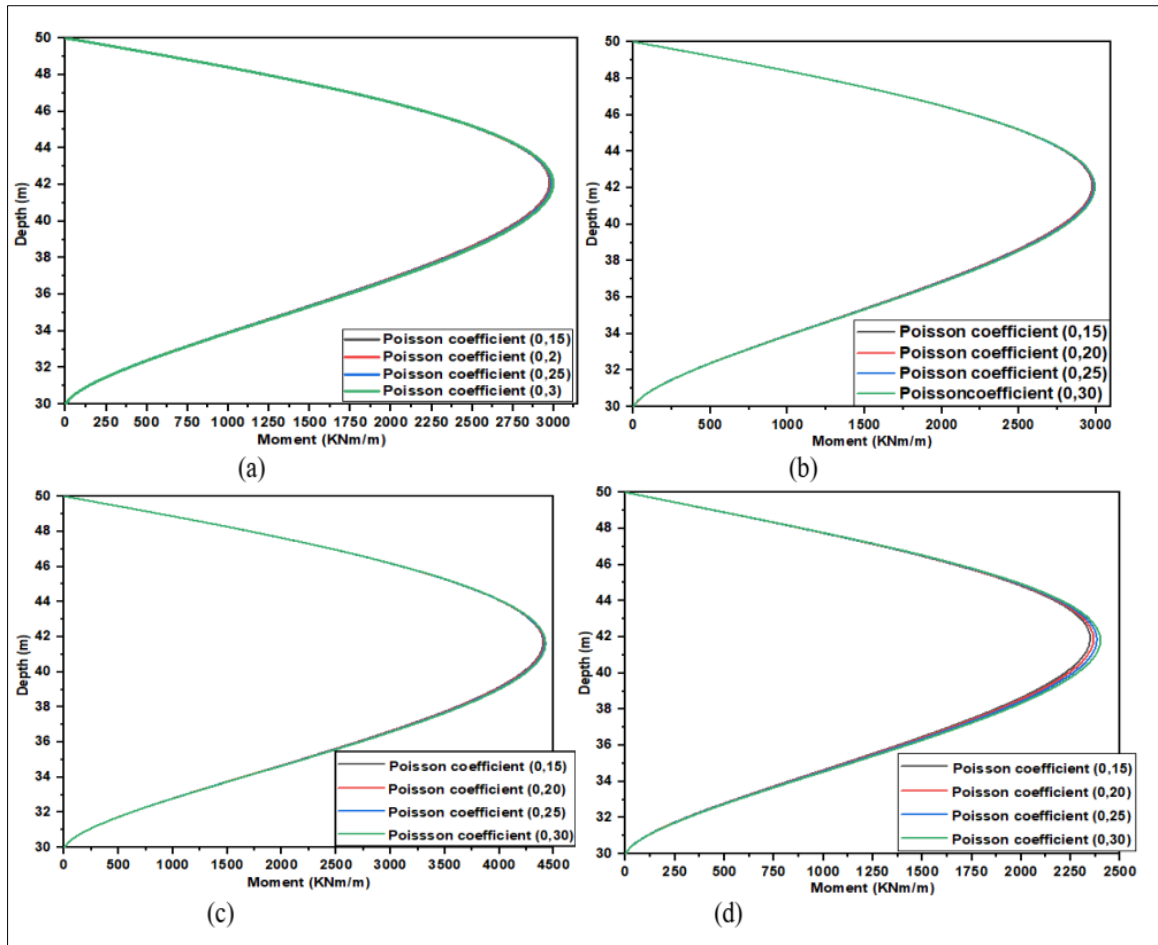 50
48
46
44
42
40
38
36
34
32
30
Depth (m)
Poisson coefficient (0,15)
Poisson coefficient (0,2)
Poisson coefficient (0,25)
Poisson coefficient (0,3)
0 250 500 750 1000 1250 1500 1750 2000 2250 2500 2750 3000
Moment (KNm/m)
(a)
50
48
46
44
42
40
38
36
34
32
30
Depth (m)
Poisson coefficient (0,15)
Poisson coefficient (0,20)
Poisson coefficient (0,25)
Poissoncoefficient (0,30)
0 500 1000 1500 2000 2500 3000
Moment (KNm/m)
(b)
50
48
46
44
42
40
38
36
34
32
30
Depth (m)
Poisson coefficient (0,15)
Poisson coefficient (0,20)
Poisson coefficient (0,25)
Poissson coefficient (0,30)
0 500 1000 1500 2000 2500 3000 3500 4000 4500
Moment (KNm/m)
(c)
50
48
46
44
42
40
38
36
34
32
30
Depth (m)
Poisson coefficient (0,15)
Poisson coefficient (0,20)
Poisson coefficient (0,25)
Poisson coefficient (0,30)
0 250 500 750 1000 1250 1500 1750 2000 2250 2500
Moment (KNm/m)
(d)